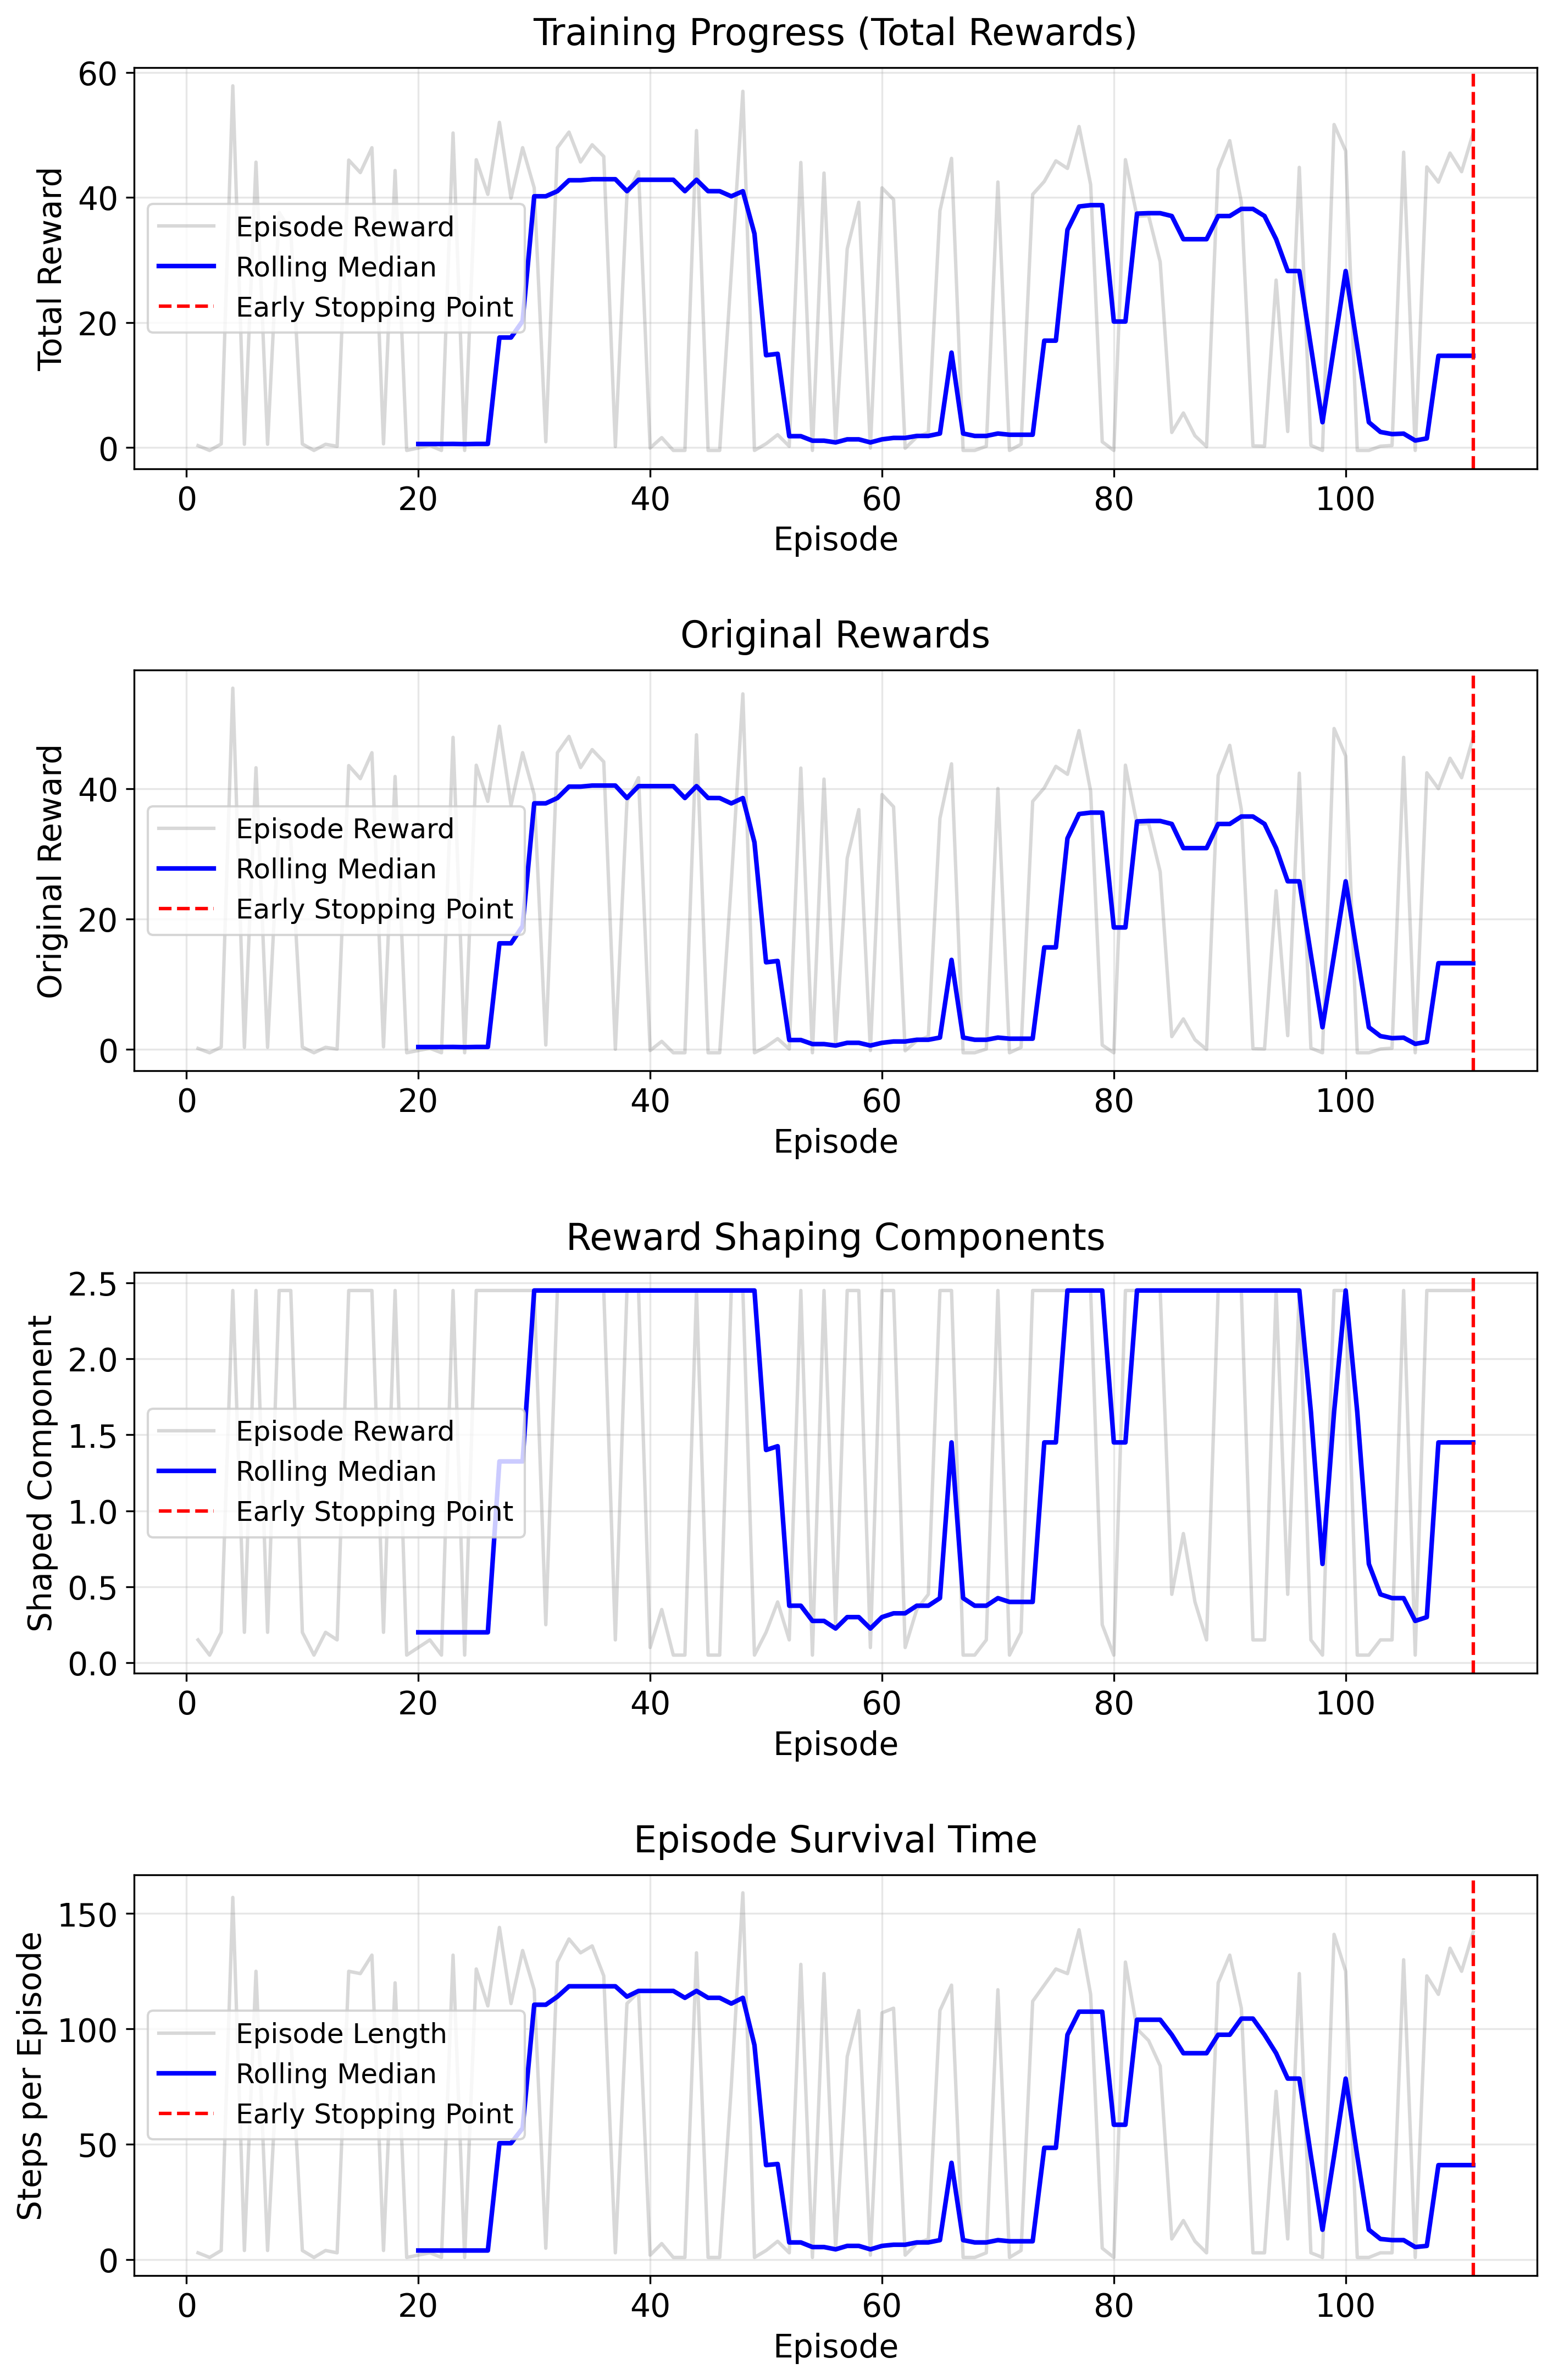 Training Progress (Total Rewards)
60
40
20
0
Total Reward
Episode Reward
Rolling Median
Early Stopping Point
0 20 40 60 80 100
Episode
Original Rewards
40
20
0
Original Reward
Episode Reward
Rolling Median
Early Stopping Point
0 20 40 60 80 100
Episode
Reward Shaping Components
2.5
2.0
1.5
1.0
0.5
0.0
Shaped Component
Episode Reward
Rolling Median
Early Stopping Point
0 20 40 60 80 100
Episode
Episode Survival Time
150
100
50
0
Steps per Episode
Episode Length
Rolling Median
Early Stopping Point
0 20 40 60 80 100
Episode